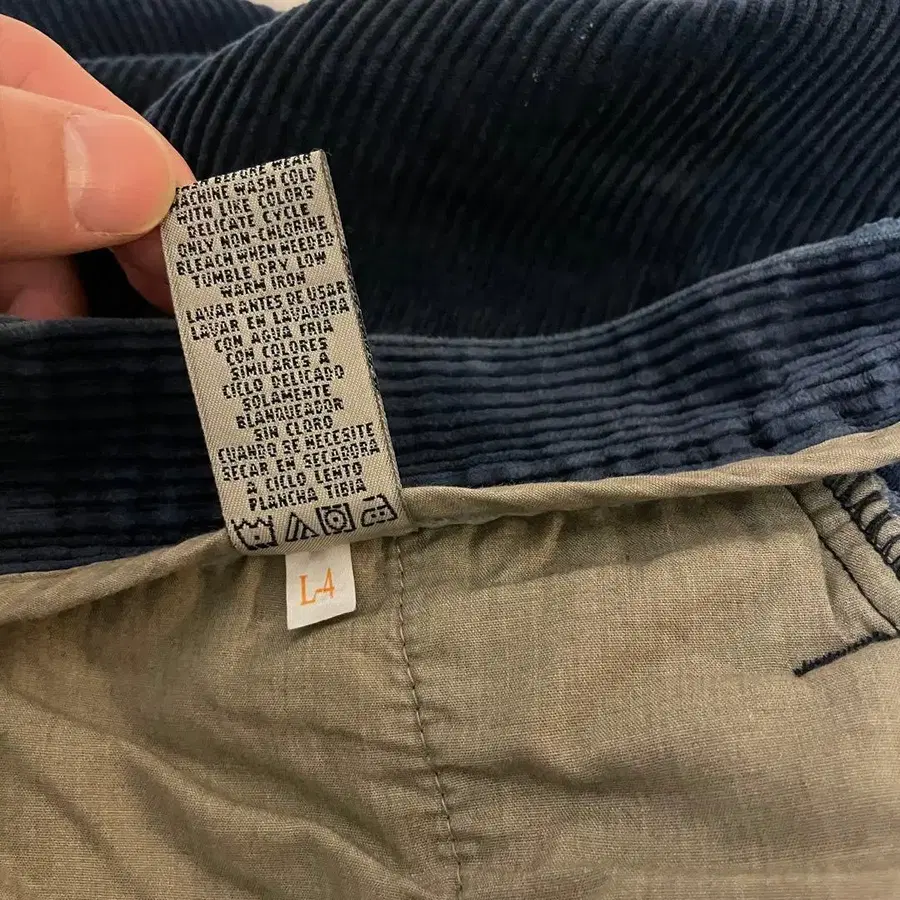 WEAR
MACHINE WASH COLD
WITH LIKE COLORS
DELICATE CYCLE
ONLY NON-CHLORINE
BLEACH WHEN NEEDED
TUMBLE DRY LOW
WARM IRON
LAVAR ANTES DE USAR
LAVAR EN LAVADORA
CON AGUA FRIA
CON COLORES
SIMILARES A
CICLO DELICADO
SOLAMENTE
BLANQUEADOR
SIN CLORO
CUANDO SE NECESITE
SECAR EN SECADORA
A CICLO LENTO
PLANCHA TIBIA
L-4